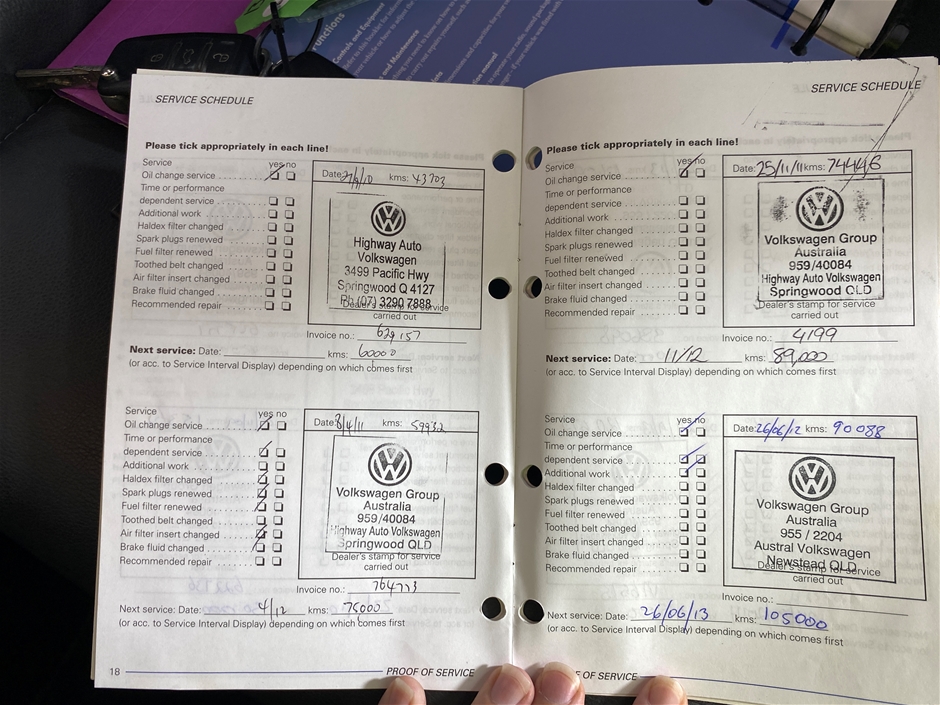 Functions
Controls and Equipment
and Maintenance
SERVICE SCHEDULE
Please tick appropriately in each line!
Service yes no
Oil change service
Time or performance
dependent service
Additional work
Haldex filter changed
Spark plugs renewed
Fuel filter renewed
Toothed belt changed
Air filter insert changed
Brake fluid changed
Recommended repair
Date: kms: 43703
Highway Auto
Volkswagen
3499 Pacific Hwy
Springwood Q 4127
Ph (07) 3290 7888
Dealer's stamp for service
carried out
Invoice no.: 629157
Next service: Date: kms: 60000
(or acc. to Service Interval Display) depending on which comes first
Service yes no
Oil change service
Time or performance
dependent service
Additional work
Haldex filter changed
Spark plugs renewed
Fuel filter renewed
Toothed belt changed
Air filter insert changed
Brake fluid changed
Recommended repair
Date: 8/4/11 kms: 59932
Volkswagen Group
Australia
959/40084
Highway Auto Volkswagen
Springwood QLD
Dealer's stamp for service
carried out
Invoice no.:
Next service: Date: 4/12 kms: 75000
(or acc. to Service Interval Display) depending on which comes first
18 PROOF OF SERVICE
SERVICE SCHEDULE
Please tick appropriately in each line!
Service yes no
Oil change service
Time or performance
dependent service
Additional work
Haldex filter changed
Spark plugs renewed
Fuel filter renewed
Toothed belt changed
Air filter insert changed
Brake fluid changed
Recommended repair
Date: 25/11/11 kms: 74446
Volkswagen Group
Australia
959/40084
Highway Auto Volkswagen
Springwood QLD
Dealer's stamp for service
carried out
Invoice no.: 4199
Next service: Date: 11/12 kms: 89,000
(or acc. to Service Interval Display) depending on which comes first
Service yes no
Oil change service
Time or performance
dependent service
Additional work
Haldex filter changed
Spark plugs renewed
Fuel filter renewed
Toothed belt changed
Air filter insert changed
Brake fluid changed
Recommended repair
Date: 26/06/12 kms: 90088
Volkswagen Group
Australia
955 / 2204
Austral Volkswagen
Newstead QLD
Dealer's stamp for service
carried out
Invoice no.:
Next service: Date: 26/06/13 kms: 105000
(or acc. to Service Interval Display) depending on which comes first
OF SERVICE